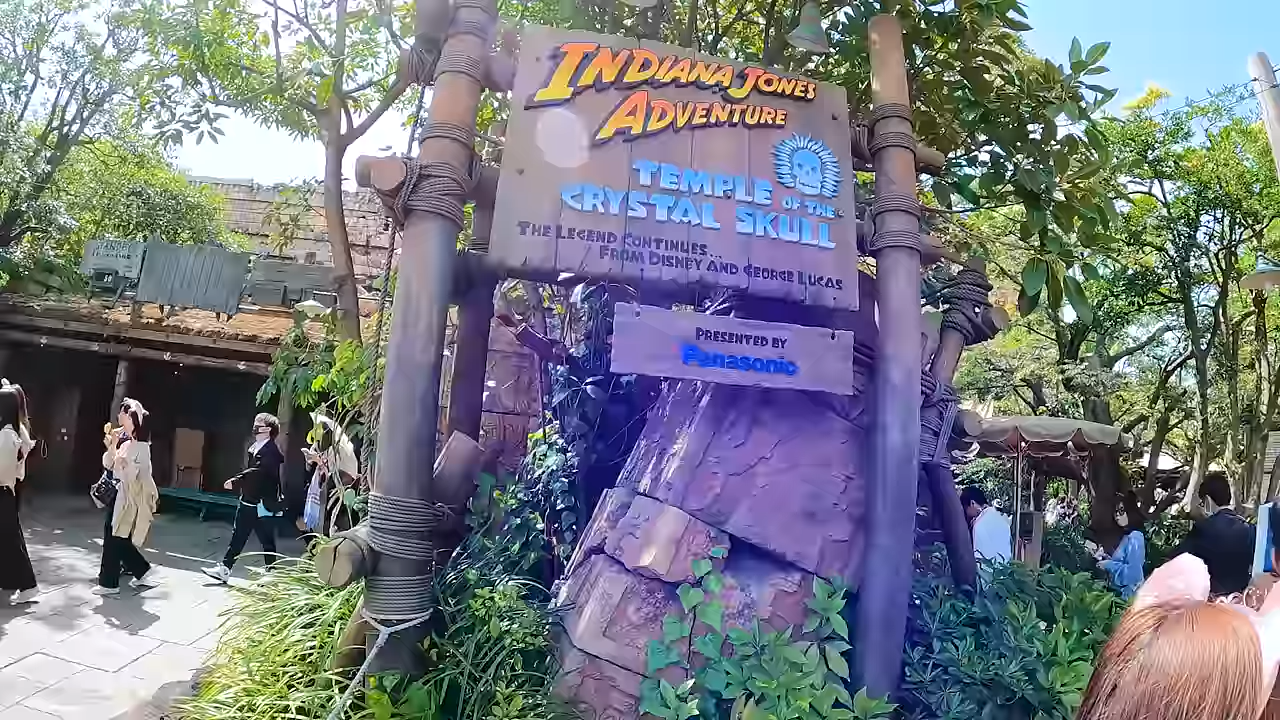 INDIANA JONES
ADVENTURE
TEMPLE OF THE
CRYSTAL SKULL
THE LEGEND CONTINUES...
FROM DISNEY AND GEORGE LUCAS
PRESENTED BY
Panasonic